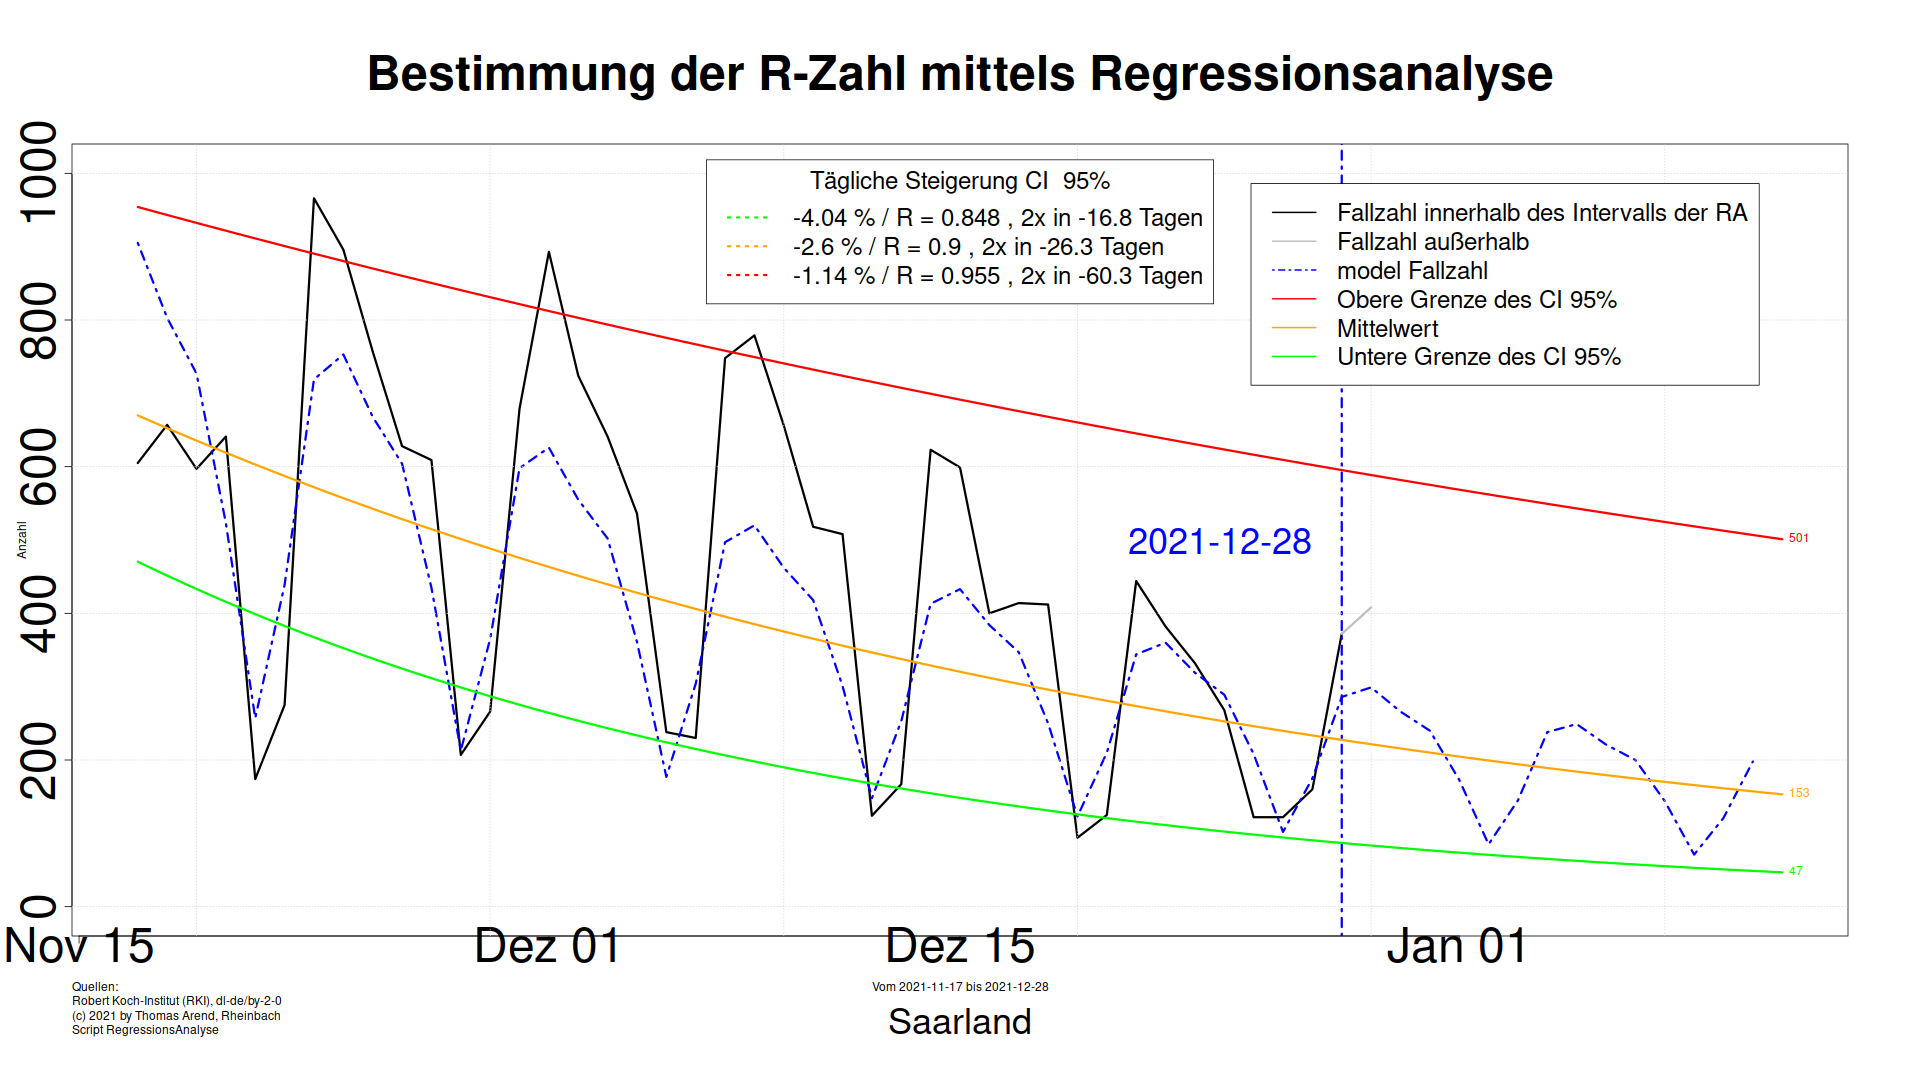 Bestimmung der R-Zahl mittels Regressionsanalyse
Tägliche Steigerung CI 95%
-4.04 % / R = 0.848 , 2x in -16.8 Tagen
-2.6 % / R = 0.9 , 2x in -26.3 Tagen
-1.14 % / R = 0.955 , 2x in -60.3 Tagen
Fallzahl innerhalb des Intervalls der RA
Fallzahl außerhalb
model Fallzahl
Obere Grenze des CI 95%
Mittelwert
Untere Grenze des CI 95%
1000
800
600
400
200
0
Anzahl
2021-12-28
501
153
47
Nov 15
Dez 01
Dez 15
Jan 01
Quellen:
Robert Koch-Institut (RKI), dl-de/by-2-0
(c) 2021 by Thomas Arend, Rheinbach
Script RegressionsAnalyse
Vom 2021-11-17 bis 2021-12-28
Saarland